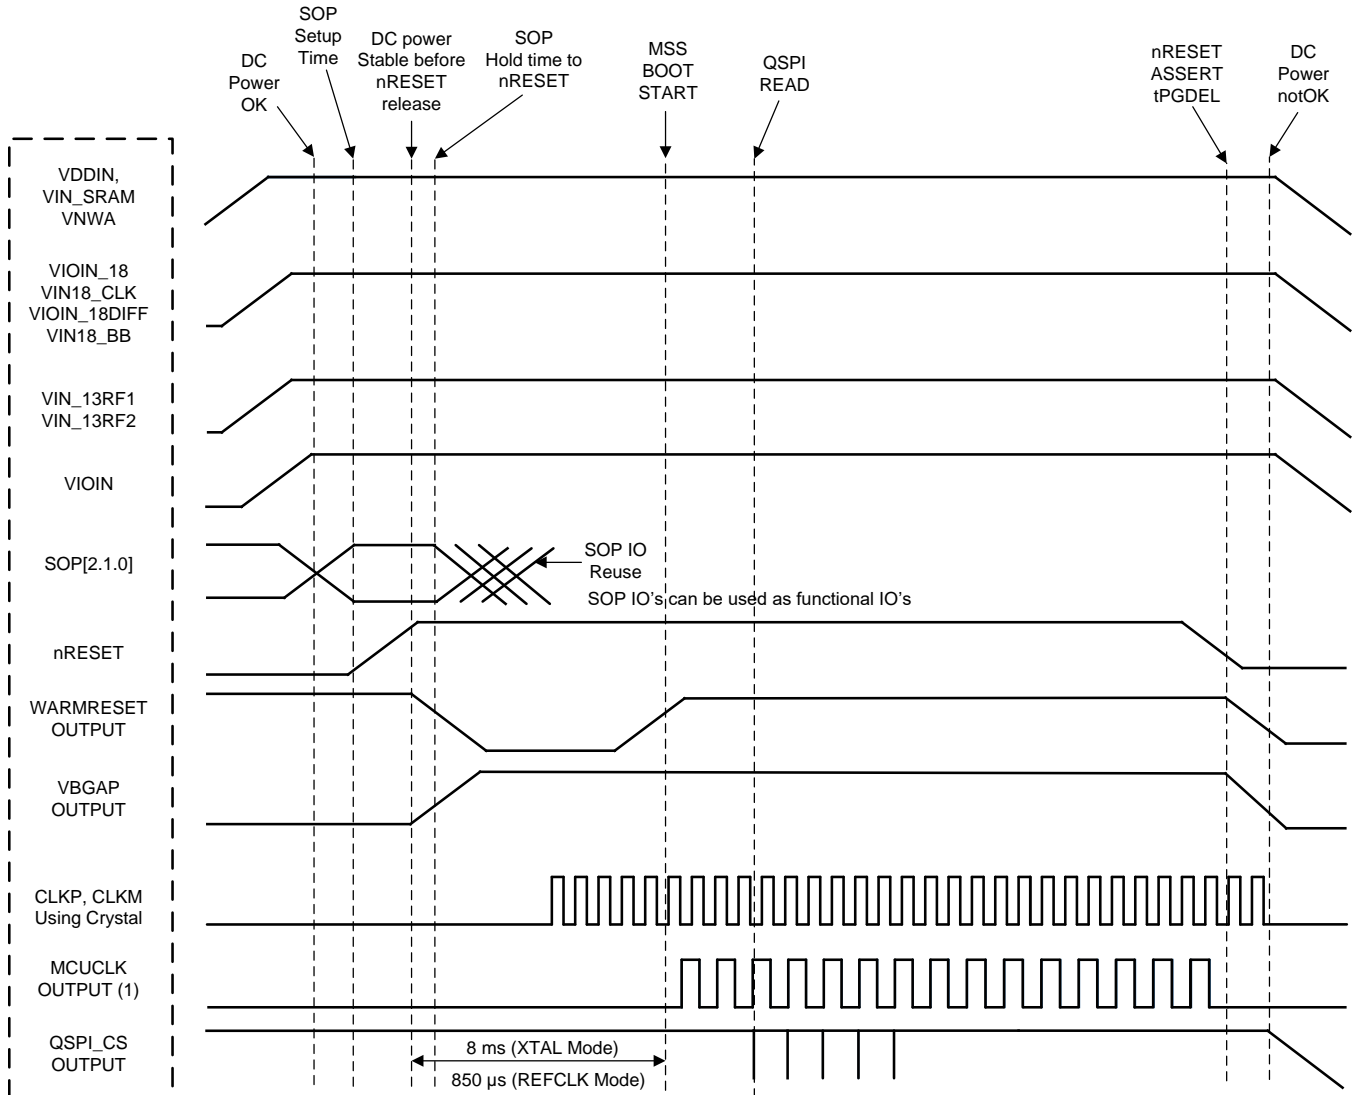 SOP
Setup
Time
DC
Power
OK
DC power
Stable before
nRESET
release
SOP
Hold time to
nRESET
MSS
BOOT
START
QSPI
READ
nRESET
ASSERT
tPGDEL
DC
Power
notOK
VDDIN,
VIN_SRAM
VNWA
VIOIN_18
VIN18_CLK
VIOIN_18DIFF
VIN18_BB
VIN_13RF1
VIN_13RF2
VIOIN
SOP[2.1.0]
SOP IO
Reuse
SOP IO's can be used as functional IO's
nRESET
WARMRESET
OUTPUT
VBGAP
OUTPUT
CLKP, CLKM
Using Crystal
MCUCLK
OUTPUT (1)
QSPI_CS
OUTPUT
8 ms (XTAL Mode)
850 µs (REFCLK Mode)